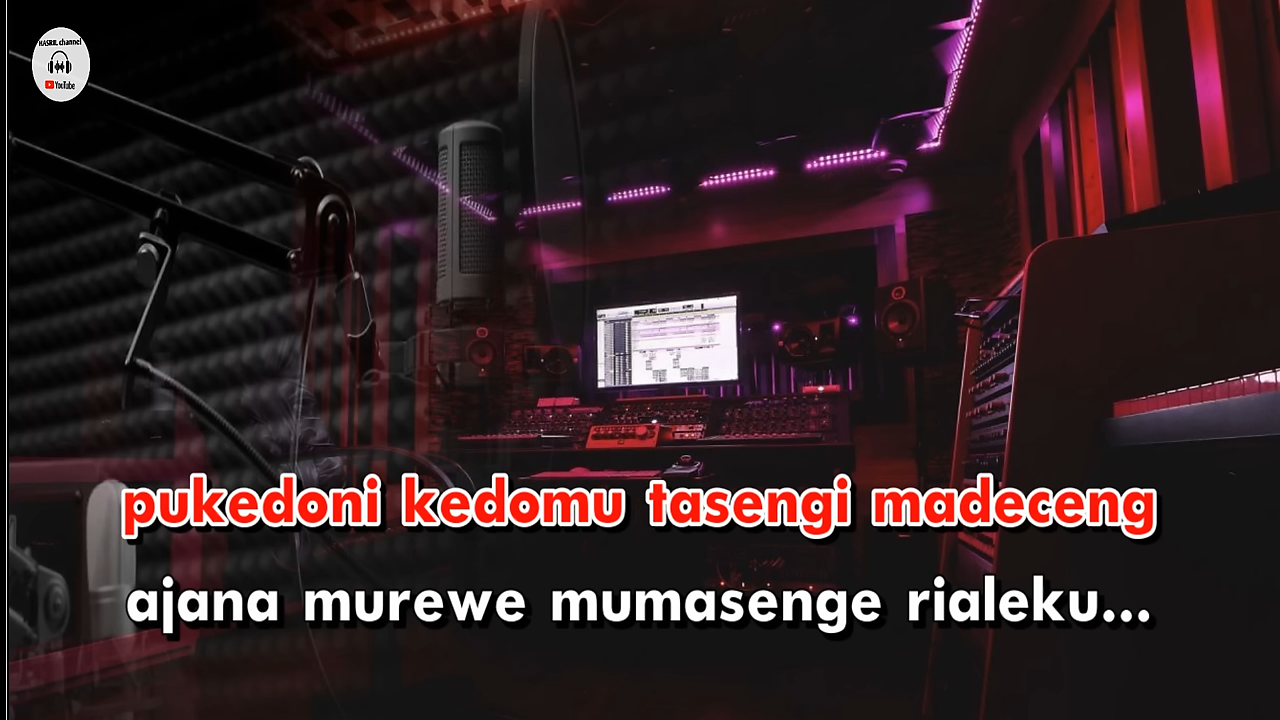 HASRIL channel
YouTube
pukedoni kedomu tasengi madeceng
ajana murewe mumasenge rialeku...